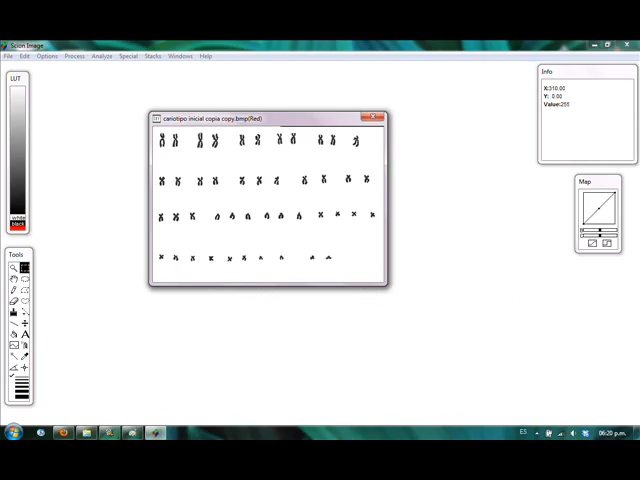 Scion Image
File Edit Options Process Analyze Special Stacks Windows Help
LUT
white
black
Tools
A
cariotipo inicial copia copy.bmp(Red)
Info
X:310.00
Y: 0.00
Value:255
Map
ES
06:20 p.m.